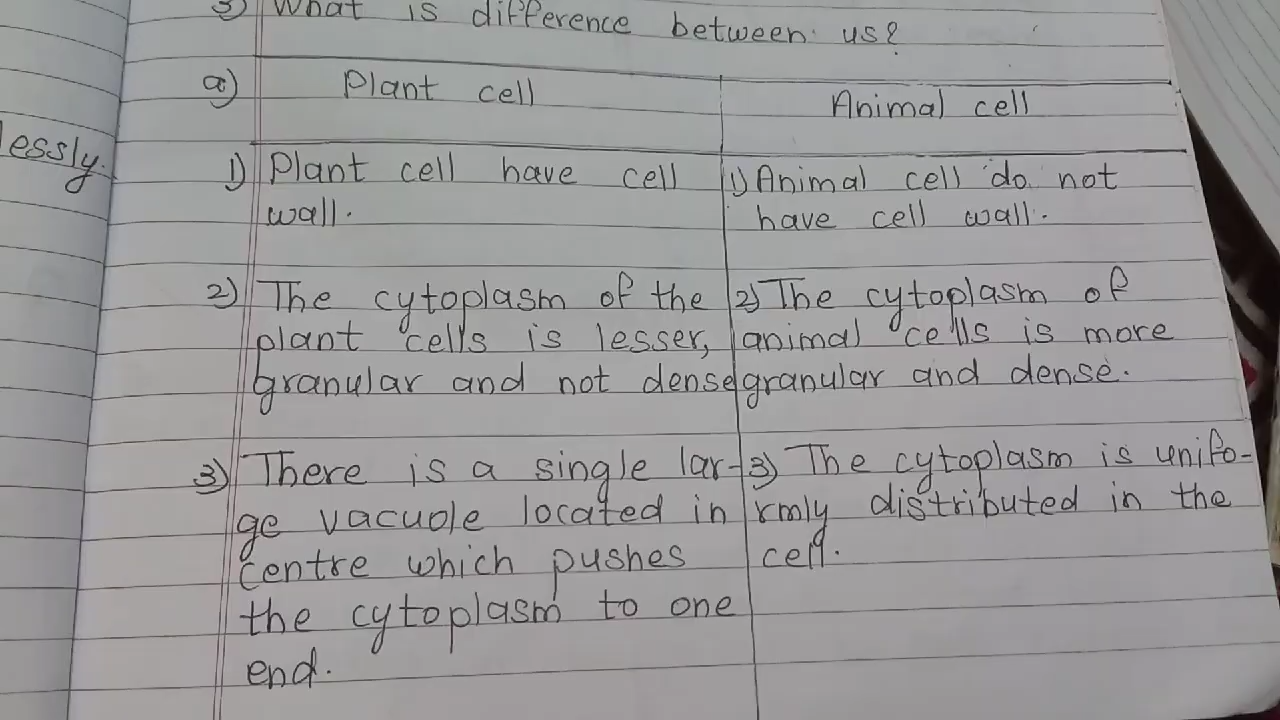 3) What is difference between us?
a) Plant cell Animal cell
lessly.
1) Plant cell have cell
wall.
1) Animal cell do not
have cell wall.
2) The cytoplasm of the
plant cells is lesser,
granular and not dense
2) The cytoplasm of
animal cells is more
granular and dense.
3) There is a single lar-
ge vacuole located in
centre which pushes
the cytoplasm to one
end.
3) The cytoplasm is unifo-
rmly distributed in the
cell.